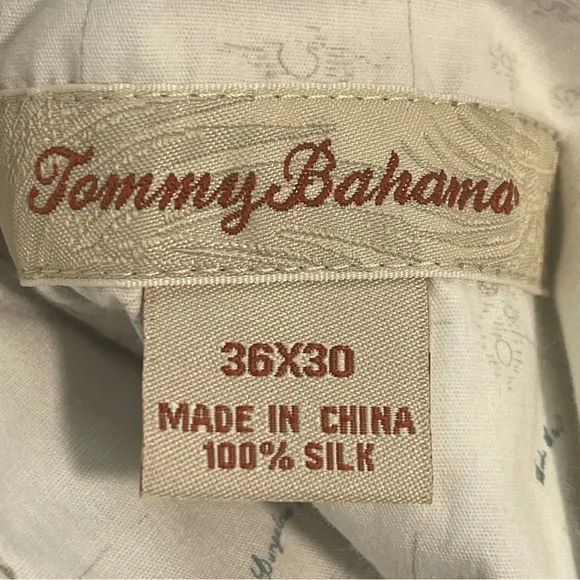 Tommy Bahama
36X30
MADE IN CHINA
100% SILK